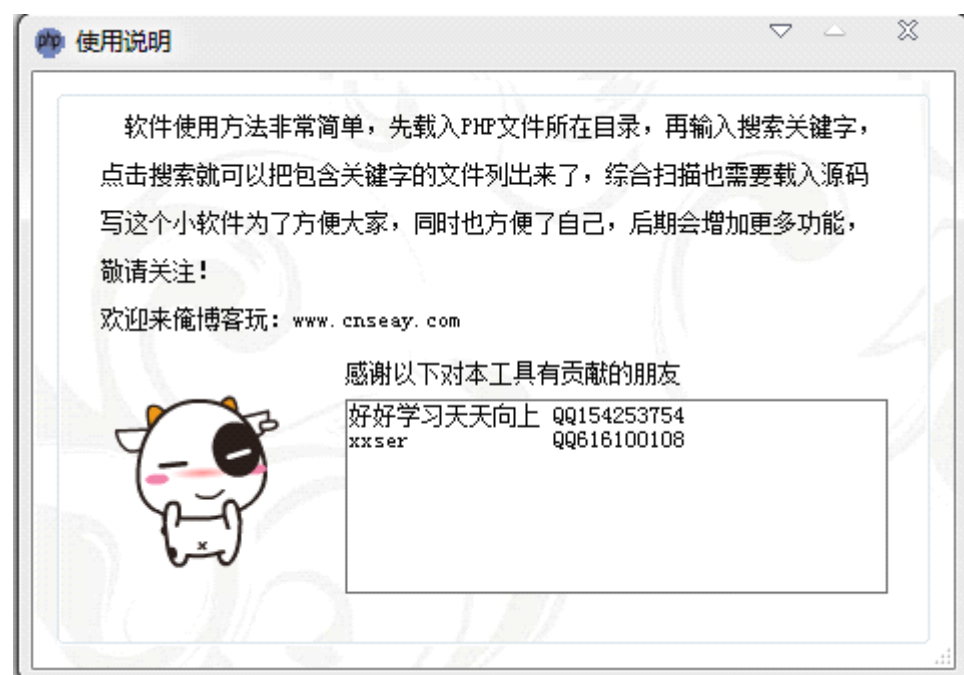 php 使用说明
软件使用方法非常简单，先载入PHP文件所在目录，再输入搜索关键字，
点击搜索就可以把包含关键字的文件列出来了，综合扫描也需要载入源码
写这个小软件为了方便大家，同时也方便了自己，后期会增加更多功能，
敬请关注！
欢迎来俺博客玩：www.cnseay.com
感谢以下对本工具有贡献的朋友
好好学习天天向上 QQ154253754
xxser QQ616100108
x